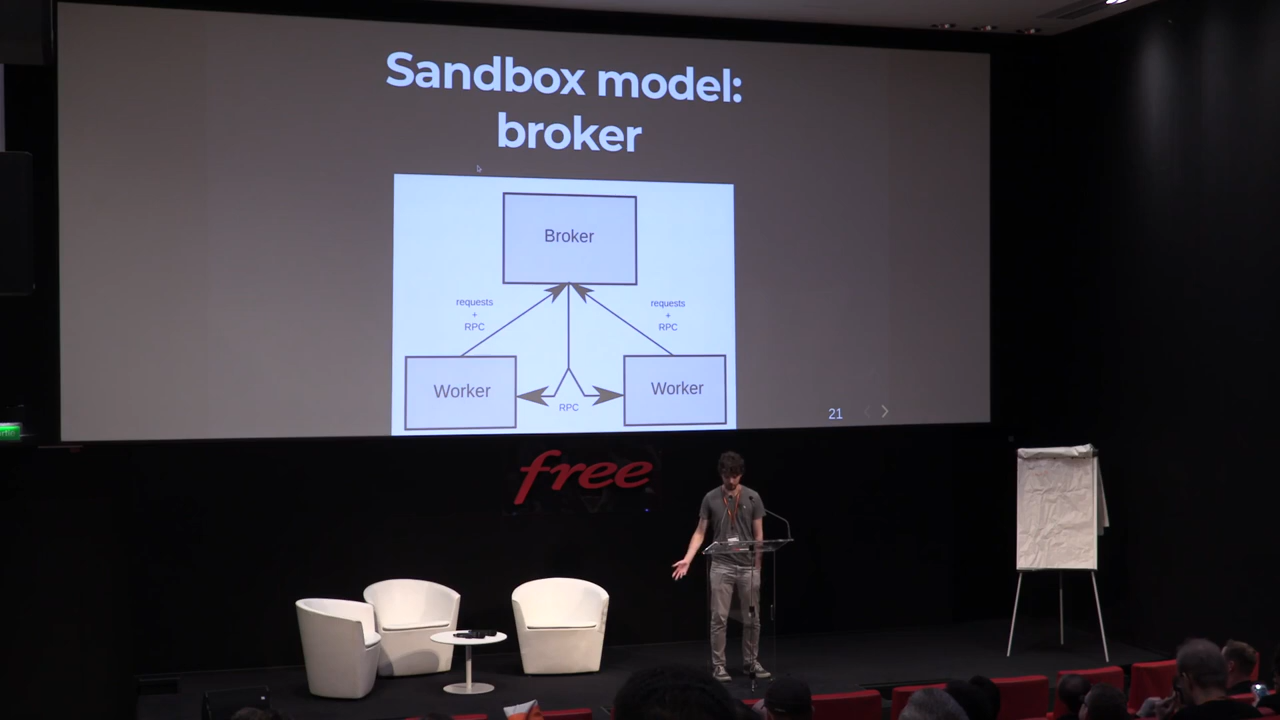 Sandbox model:
broker
Broker
requests
+
RPC
requests
+
RPC
Worker
Worker
RPC
21
free